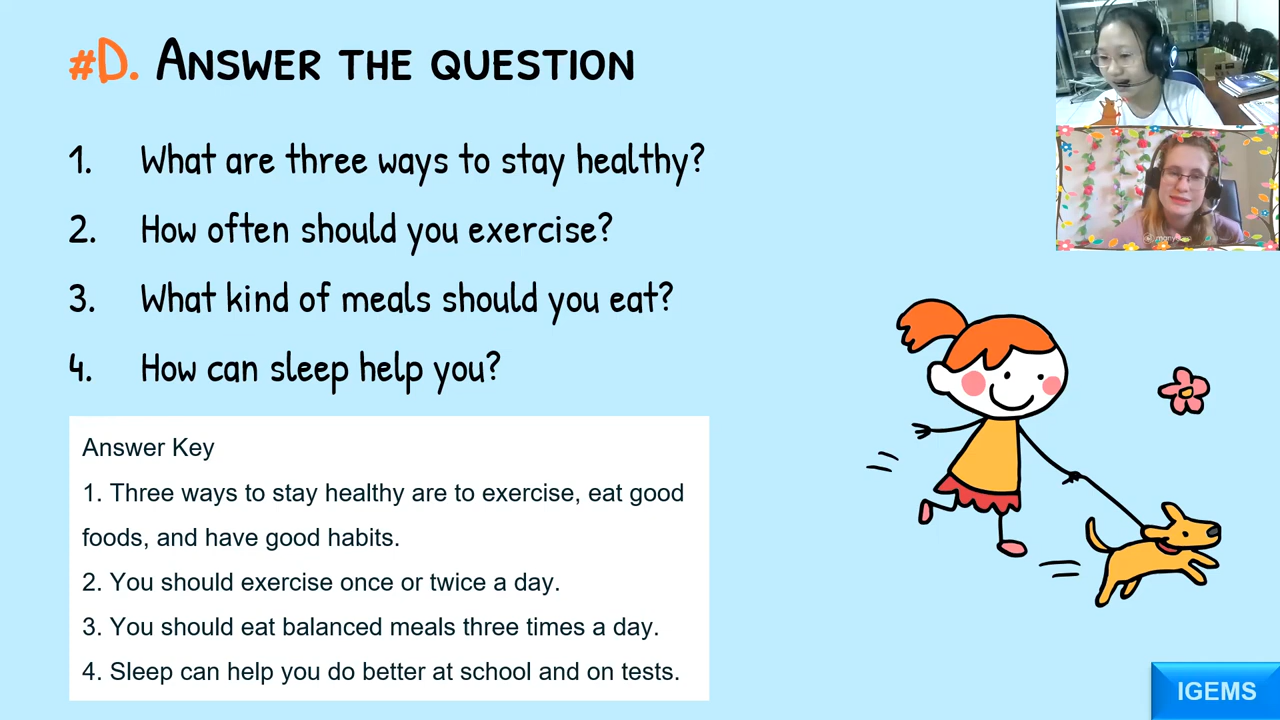 #D. Answer the question
1. What are three ways to stay healthy?
2. How often should you exercise?
3. What kind of meals should you eat?
4. How can sleep help you?
Answer Key
1. Three ways to stay healthy are to exercise, eat good
foods, and have good habits.
2. You should exercise once or twice a day.
3. You should eat balanced meals three times a day.
4. Sleep can help you do better at school and on tests.
IGEMS